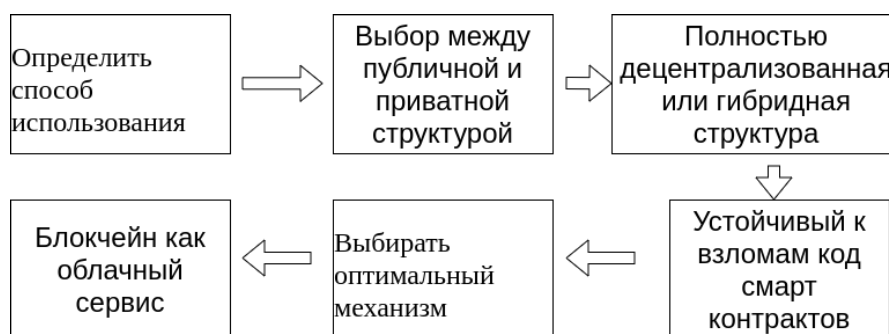 Определить
способ
использования
Выбор между
публичной и
приватной
структурой
Полностью
децентрализованная
или гибридная
структура
Устойчивый к
взломам код
смарт
контрактов
Выбирать
оптимальный
механизм
Блокчейн как
облачный
сервис